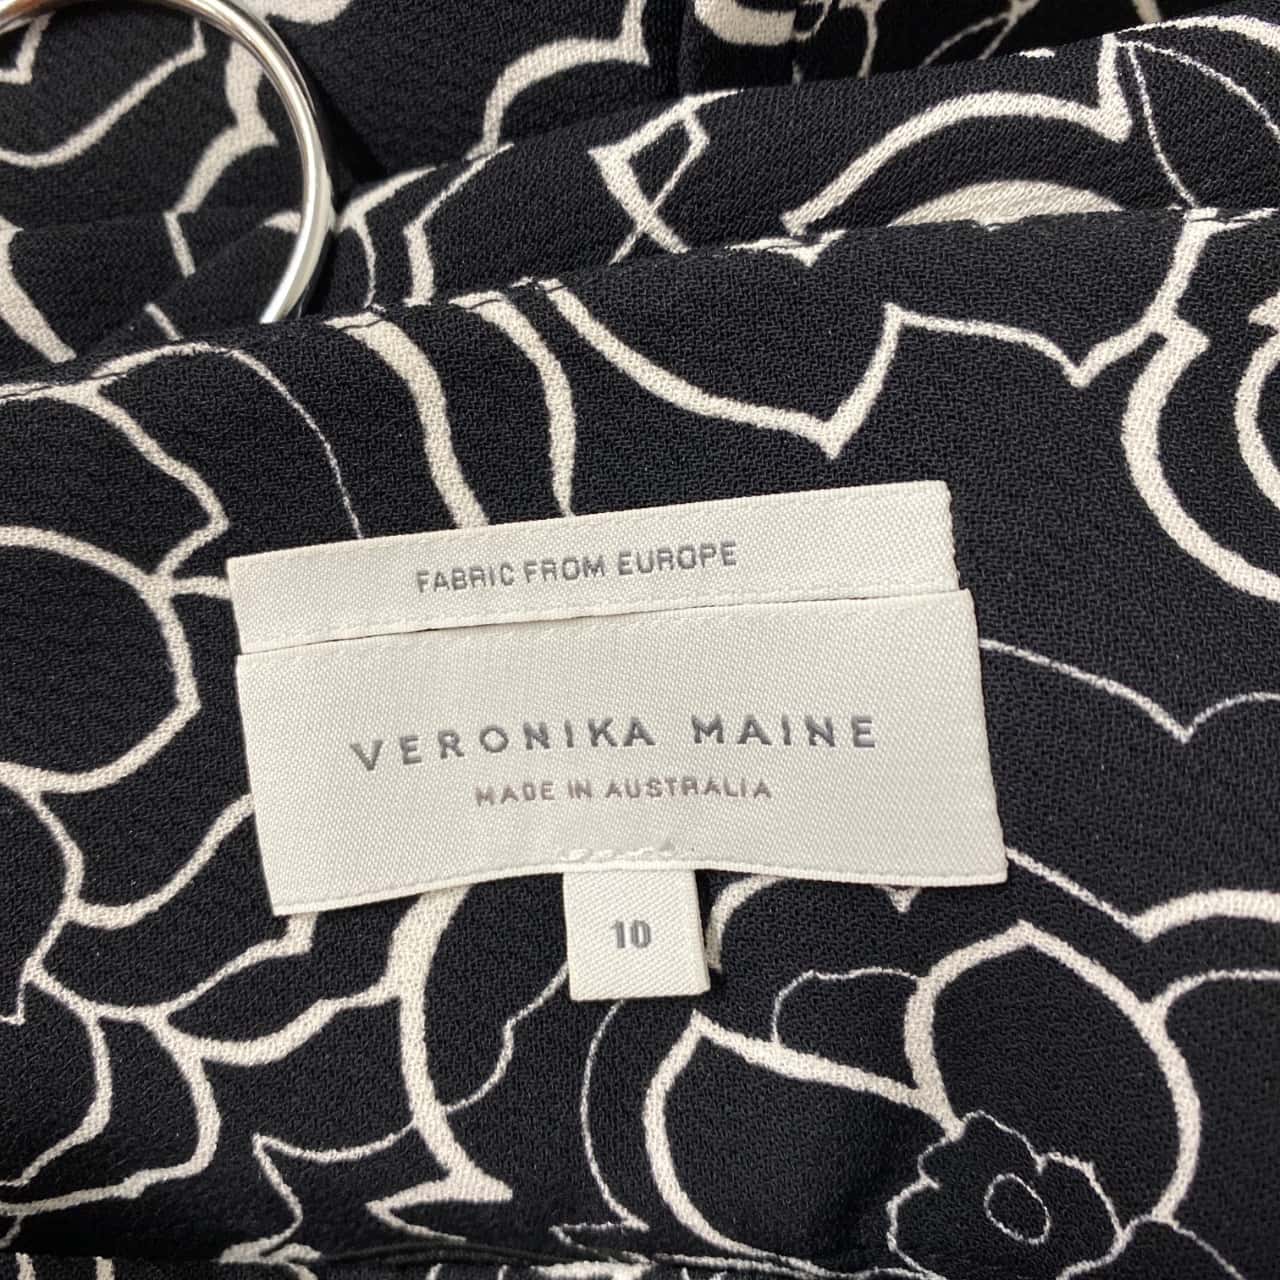 FABRIC FROM EUROPE
VERONIKA MAINE
MADE IN AUSTRALIA
10